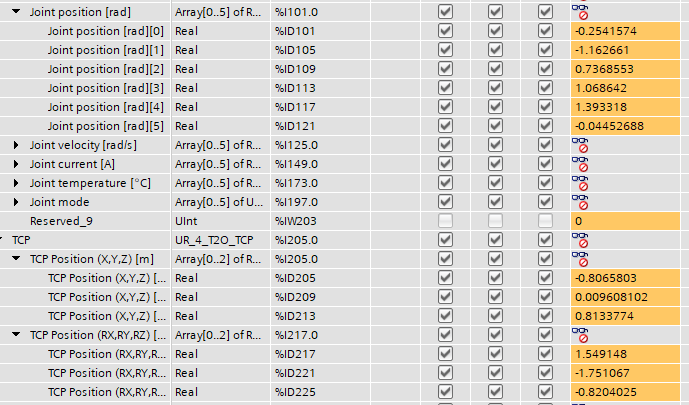 Joint position [rad] Array[0..5] of R... %I101.0
Joint position [rad][0] Real %ID101 -0.2541574
Joint position [rad][1] Real %ID105 -1.162661
Joint position [rad][2] Real %ID109 0.7368553
Joint position [rad][3] Real %ID113 1.068642
Joint position [rad][4] Real %ID117 1.393318
Joint position [rad][5] Real %ID121 -0.04452688
Joint velocity [rad/s] Array[0..5] of R... %I125.0
Joint current [A] Array[0..5] of R... %I149.0
Joint temperature [°C] Array[0..5] of R... %I173.0
Joint mode Array[0..5] of U... %I197.0
Reserved_9 UInt %IW203 0
TCP UR_4_T2O_TCP %I205.0
TCP Position (X,Y,Z) [m] Array[0..2] of R... %I205.0
TCP Position (X,Y,Z) [... Real %ID205 -0.8065803
TCP Position (X,Y,Z) [... Real %ID209 0.009608102
TCP Position (X,Y,Z) [... Real %ID213 0.8133774
TCP Position (RX,RY,RZ) [... Array[0..2] of R... %I217.0
TCP Position (RX,RY,R... Real %ID217 1.549148
TCP Position (RX,RY,R... Real %ID221 -1.751067
TCP Position (RX,RY,R... Real %ID225 -0.8204025